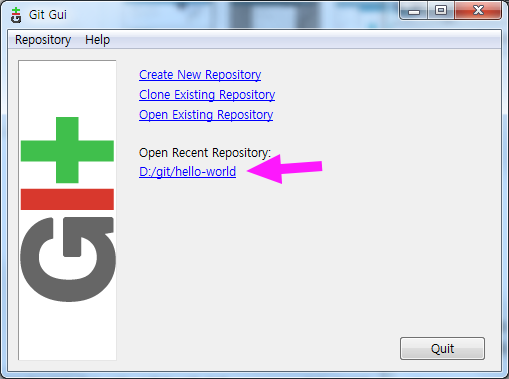 Git Gui
Repository Help
Create New Repository
Clone Existing Repository
Open Existing Repository
Open Recent Repository:
D:/git/hello-world
GIt
Quit